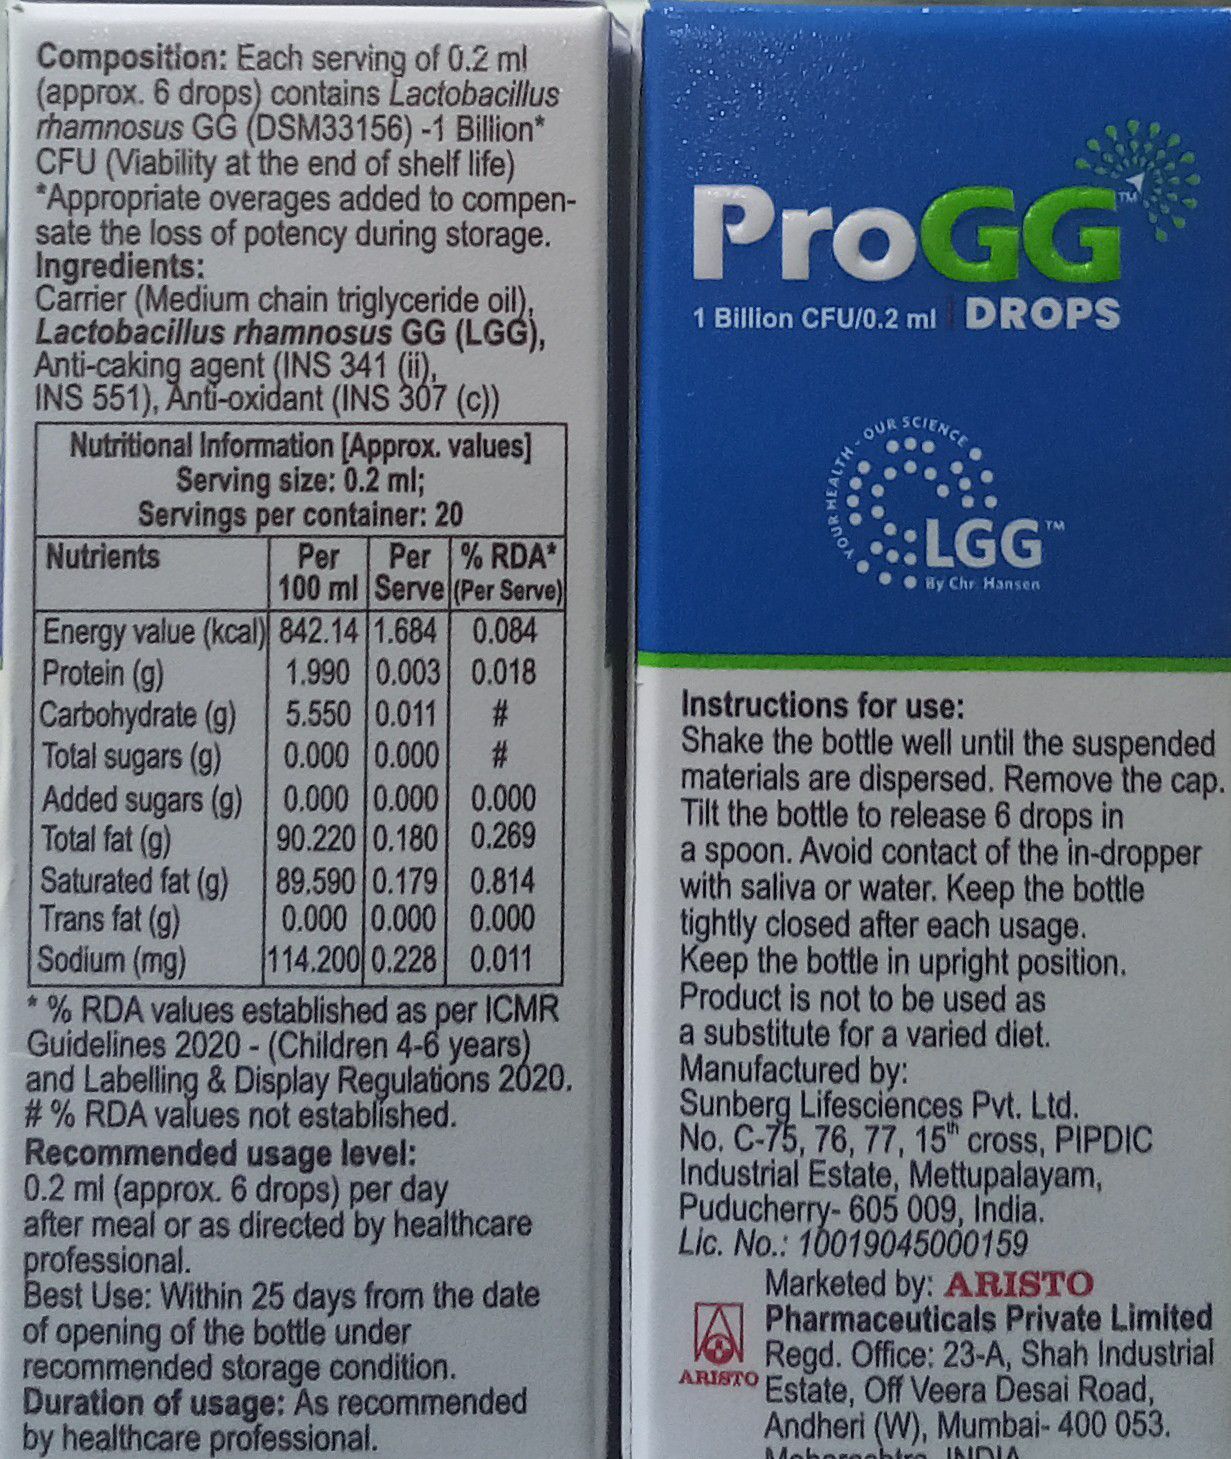 Composition: Each serving of 0.2 ml
(approx. 6 drops) contains Lactobacillus
rhamnosus GG (DSM33156) -1 Billion*
CFU (Viability at the end of shelf life)
*Appropriate overages added to compen-
sate the loss of potency during storage.
Ingredients:
Carrier (Medium chain triglyceride oil),
Lactobacillus rhamnosus GG (LGG),
Anti-caking agent (INS 341 (ii),
INS 551), Anti-oxidant (INS 307 (c))
Nutritional Information [Approx. values]
Serving size: 0.2 ml;
Servings per container: 20
Nutrients Per 100 ml Per Serve % RDA* (Per Serve)
Energy value (kcal) 842.14 1.684 0.084
Protein (g) 1.990 0.003 0.018
Carbohydrate (g) 5.550 0.011 #
Total sugars (g) 0.000 0.000 #
Added sugars (g) 0.000 0.000 0.000
Total fat (g) 90.220 0.180 0.269
Saturated fat (g) 89.590 0.179 0.814
Trans fat (g) 0.000 0.000 0.000
Sodium (mg) 114.200 0.228 0.011
* % RDA values established as per ICMR
Guidelines 2020 - (Children 4-6 years)
and Labelling & Display Regulations 2020.
# % RDA values not established.
Recommended usage level:
0.2 ml (approx. 6 drops) per day
after meal or as directed by healthcare
professional.
Best Use: Within 25 days from the date
of opening of the bottle under
recommended storage condition.
Duration of usage: As recommended
by healthcare professional.
ProGG™
1 Billion CFU/0.2 ml | DROPS
YOUR HEALTH - OUR SCIENCE
LGG™
By Chr. Hansen
Instructions for use:
Shake the bottle well until the suspended
materials are dispersed. Remove the cap.
Tilt the bottle to release 6 drops in
a spoon. Avoid contact of the in-dropper
with saliva or water. Keep the bottle
tightly closed after each usage.
Keep the bottle in upright position.
Product is not to be used as
a substitute for a varied diet.
Manufactured by:
Sunberg Lifesciences Pvt. Ltd.
No. C-75, 76, 77, 15th cross, PIPDIC
Industrial Estate, Mettupalayam,
Puducherry- 605 009, India.
Lic. No.: 10019045000159
Marketed by: ARISTO
Pharmaceuticals Private Limited
Regd. Office: 23-A, Shah Industrial
ARISTO
Estate, Off Veera Desai Road,
Andheri (W), Mumbai- 400 053.
Maharashtra, INDIA